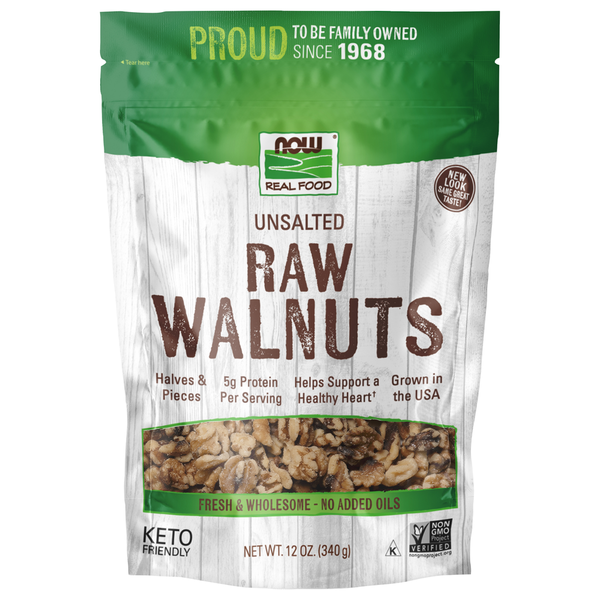 PROUD TO BE FAMILY OWNED
SINCE 1968
Tear here
NOW®
REAL FOOD
NEW
LOOK
SAME GREAT
TASTE!
UNSALTED
RAW
WALNUTS
Halves &
Pieces
5g Protein
Per Serving
Helps Support a
Healthy Heart†
Grown in
the USA
FRESH & WHOLESOME - NO ADDED OILS
KETO
FRIENDLY
NET WT. 12 OZ. (340g)
K
NON
GMO
Project
VERIFIED
nongmoproject.org